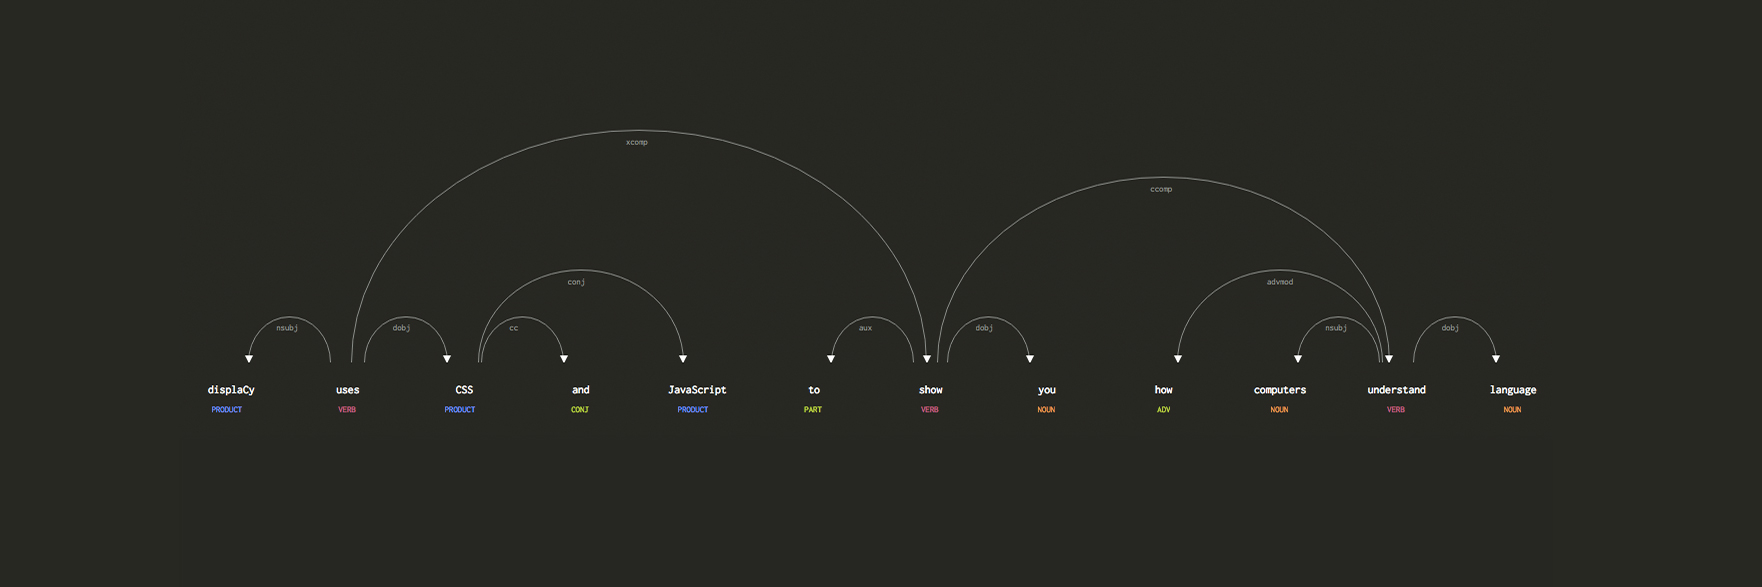 xcomp
ccomp
conj advmod
nsubj dobj cc aux dobj nsubj dobj
displaCy uses CSS and JavaScript to show you how computers understand language
PRODUCT VERB PRODUCT CONJ PRODUCT PART VERB NOUN ADV NOUN VERB NOUN